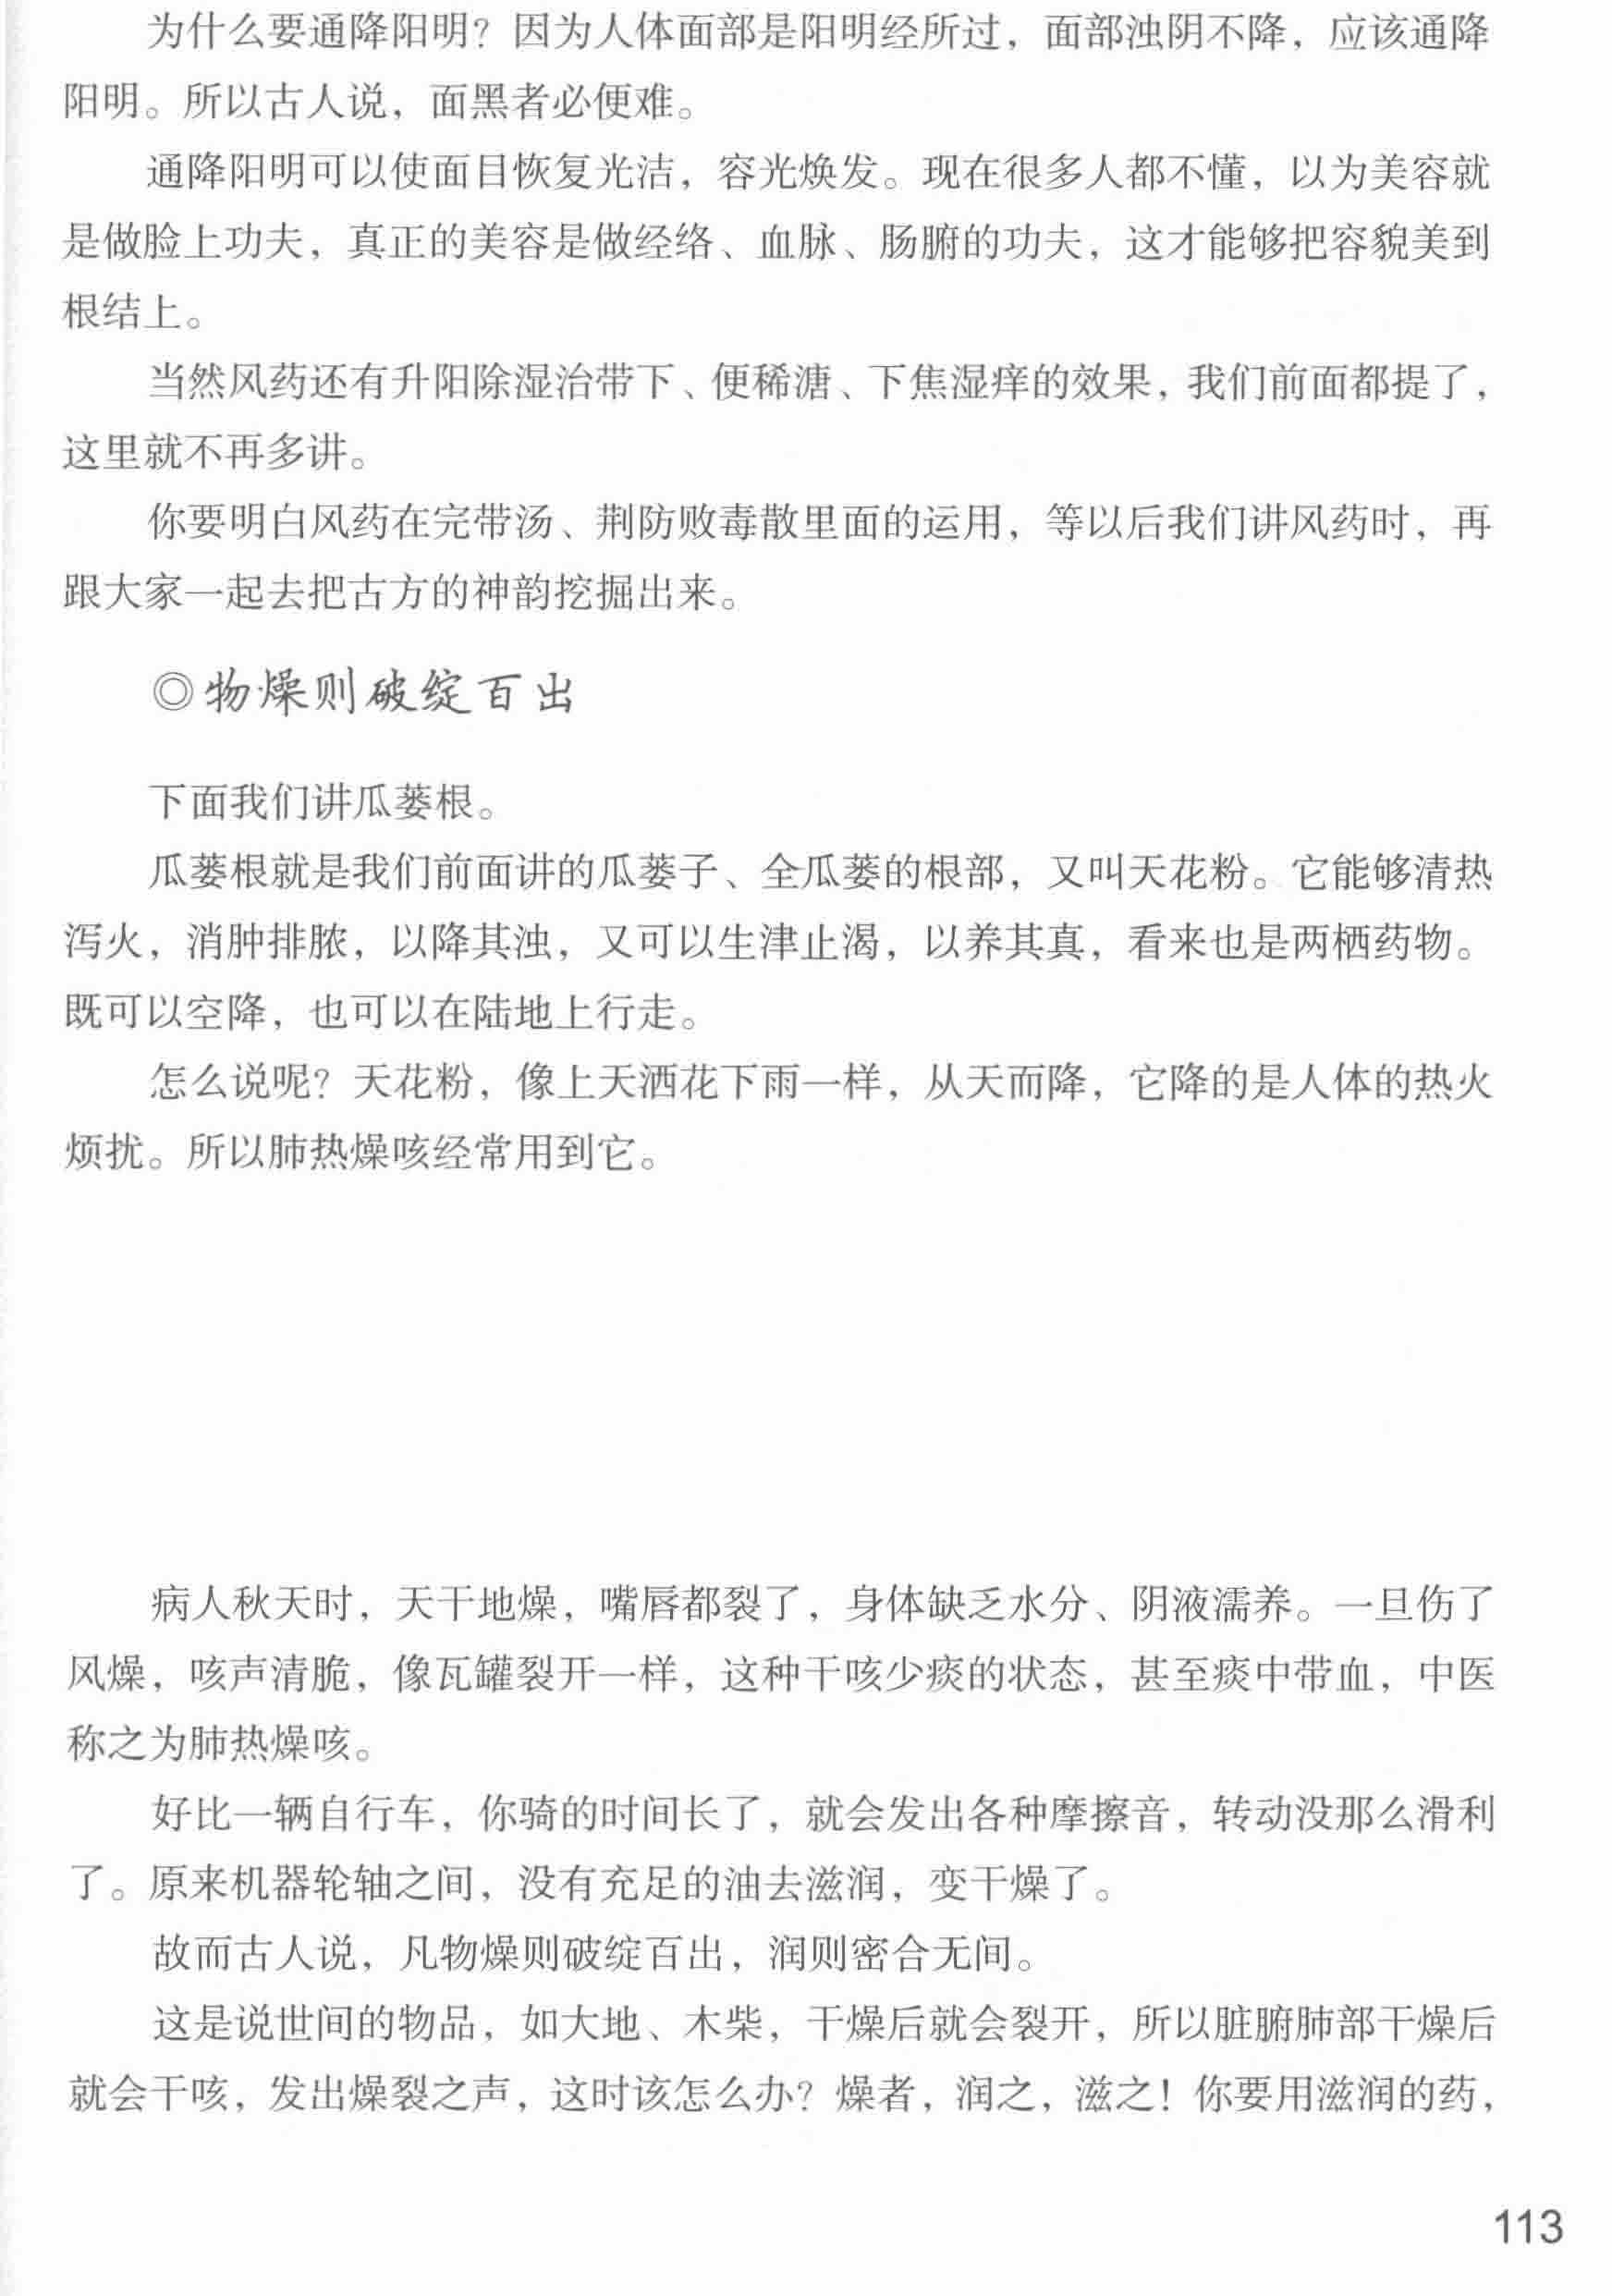 为什么要通降阳明？因为人体面部是阳明经所过，面部浊阴不降，应该通降
阳明。所以古人说，面黑者必便难。
通降阳明可以使面目恢复光洁，容光焕发。现在很多人都不懂，以为美容就
是做脸上功夫，真正的美容是做经络、血脉、肠腑的功夫，这才能够把容貌美到
根结上。
当然风药还有升阳除湿治带下、便稀溏、下焦湿痒的效果，我们前面都提了，
这里就不再多讲。
你要明白风药在完带汤、荆防败毒散里面的运用，等以后我们讲风药时，再
跟大家一起去把古方的神韵挖掘出来。
◎物燥则破绽百出
下面我们讲瓜蒌根。
瓜蒌根就是我们前面讲的瓜蒌子、全瓜蒌的根部，又叫天花粉。它能够清热
泻火，消肿排脓，以降其浊，又可以生津止渴，以养其真，看来也是两栖药物。
既可以空降，也可以在陆地上行走。
怎么说呢？天花粉，像上天洒花下雨一样，从天而降，它降的是人体的热火
烦扰。所以肺热燥咳经常用到它。
病人秋天时，天干地燥，嘴唇都裂了，身体缺乏水分、阴液濡养。一旦伤了
风燥，咳声清脆，像瓦罐裂开一样，这种干咳少痰的状态，甚至痰中带血，中医
称之为肺热燥咳。
好比一辆自行车，你骑的时间长了，就会发出各种摩擦音，转动没那么滑利
了。原来机器轮轴之间，没有充足的油去滋润，变干燥了。
故而古人说，凡物燥则破绽百出，润则密合无间。
这是说世间的物品，如大地、木柴，干燥后就会裂开，所以脏腑肺部干燥后
就会干咳，发出燥裂之声，这时该怎么办？燥者，润之，滋之！你要用滋润的药，
113